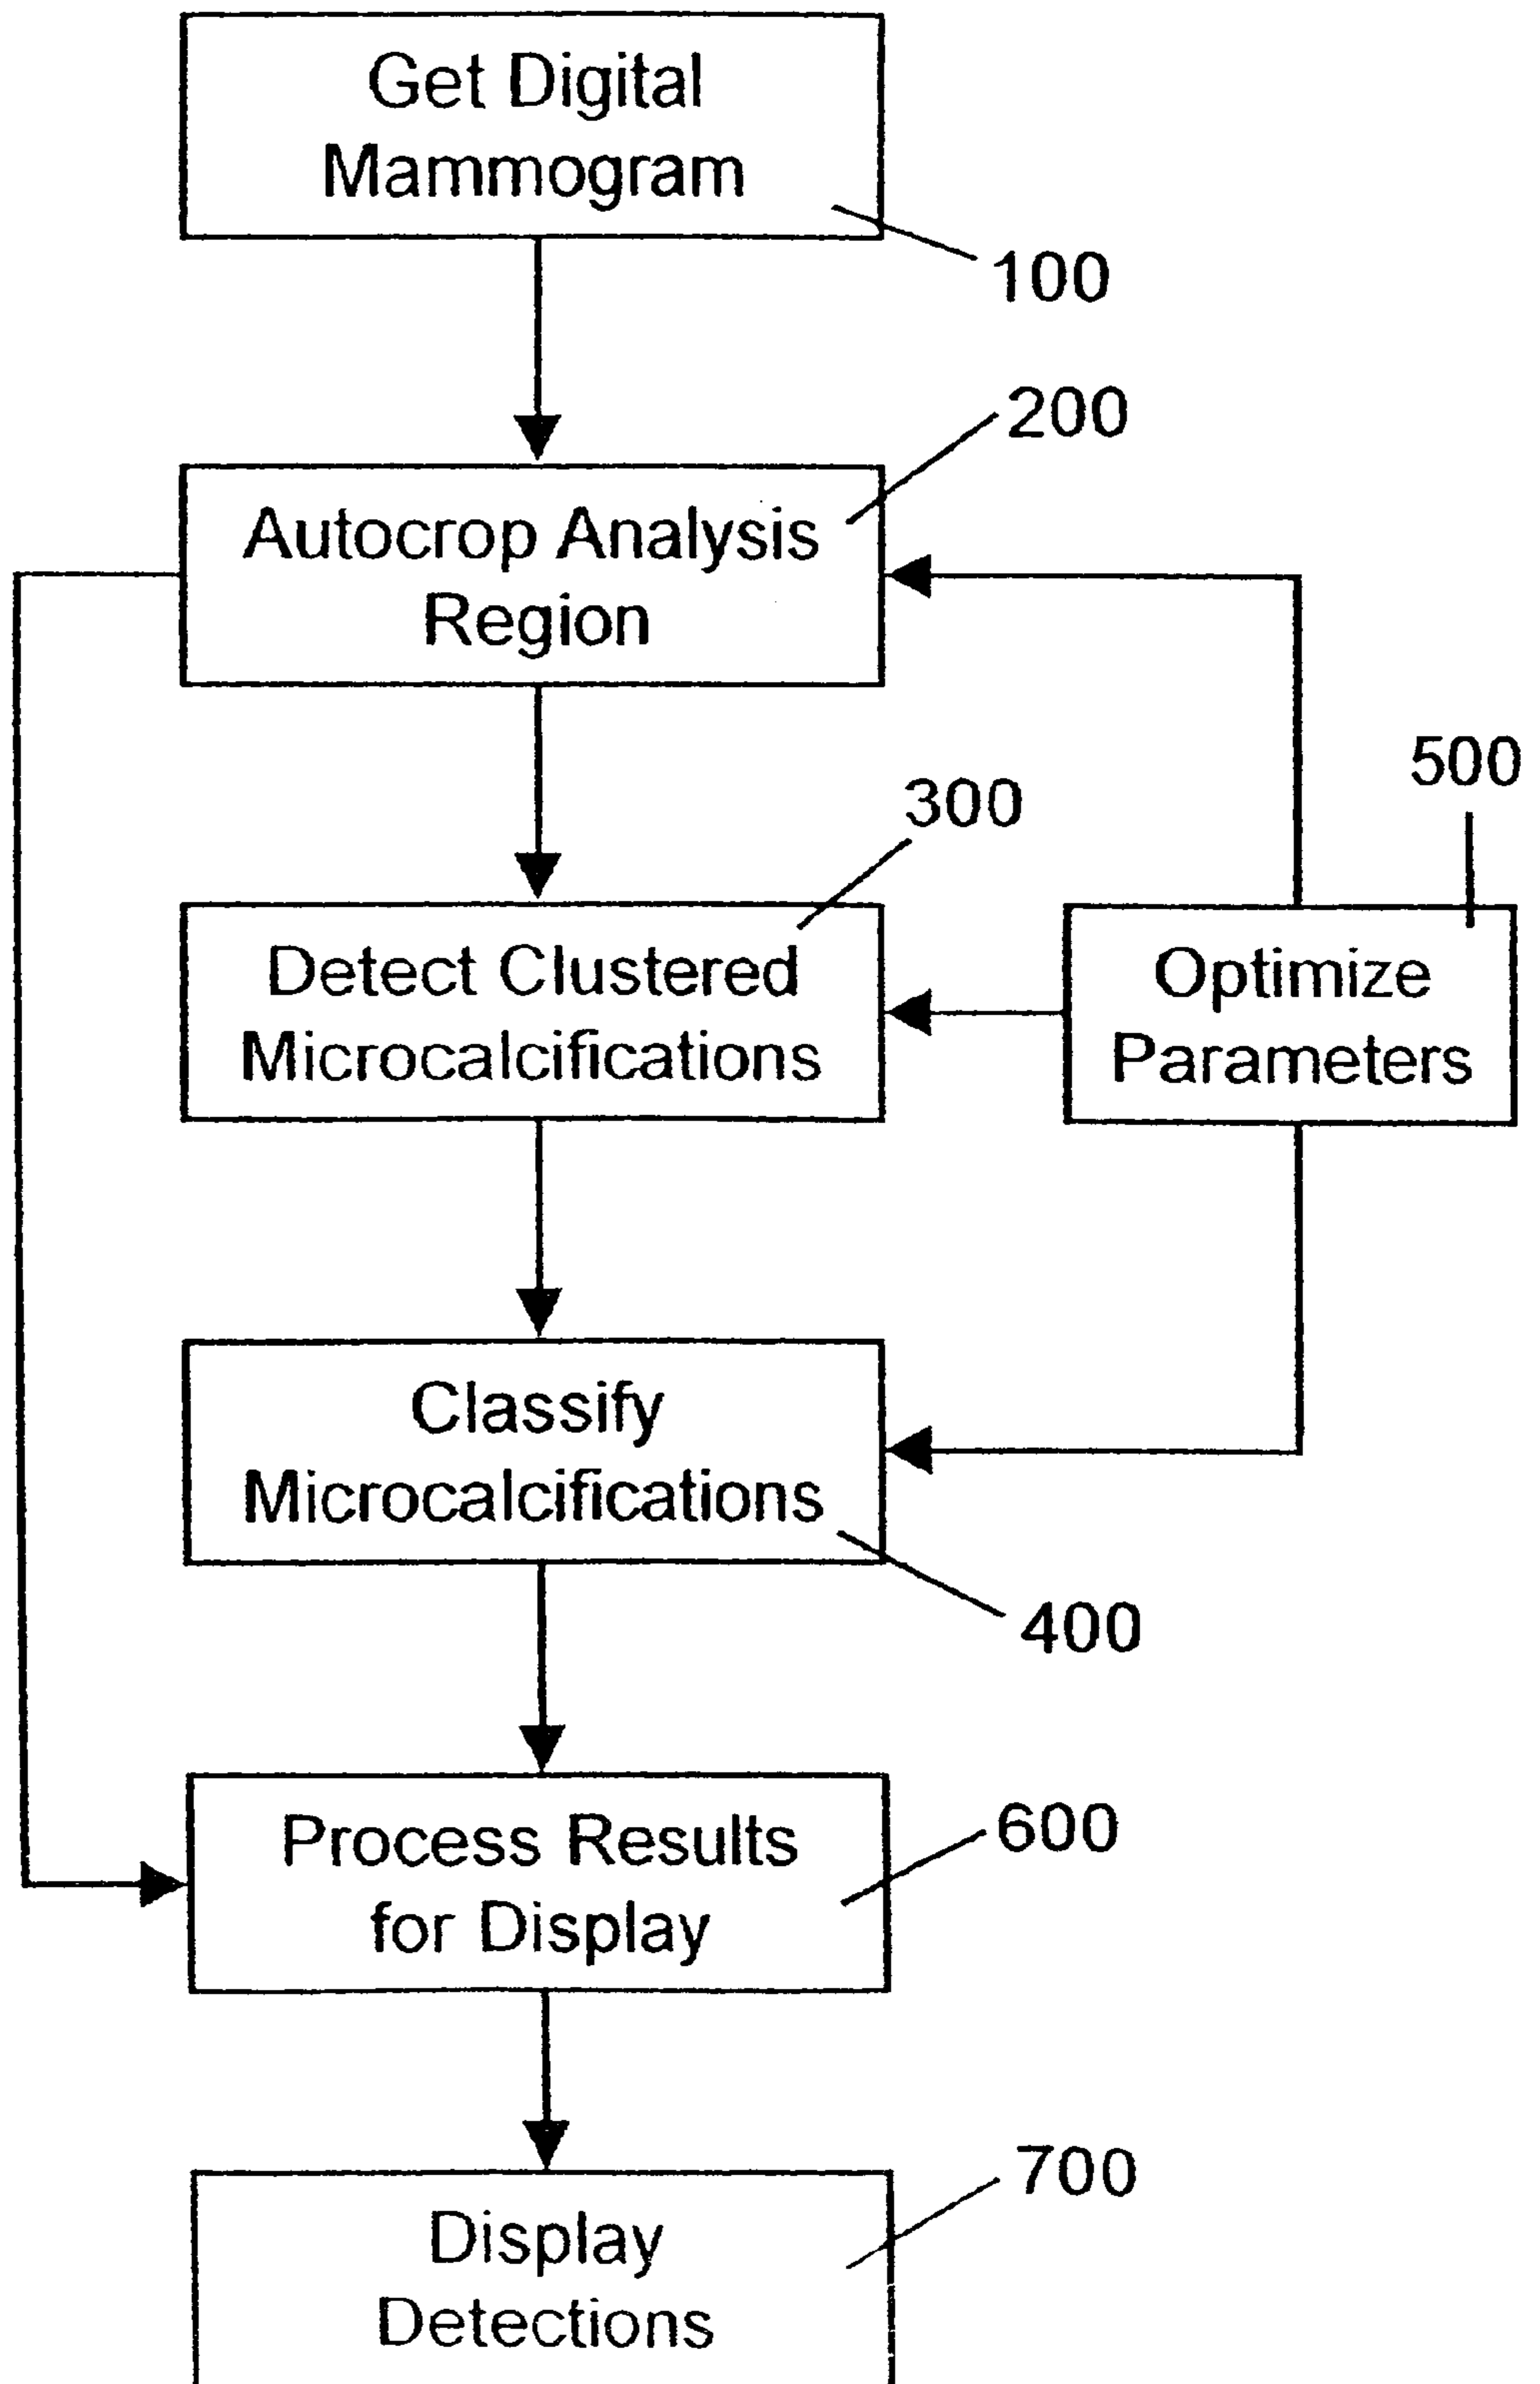 Get Digital
Mammogram
100
200
Autocrop Analysis
Region
500
300
Detect Clustered
Microcalcifications
Optimize
Parameters
Classify
Microcalcifications
400
Process Results
for Display
600
700
Display
Detections